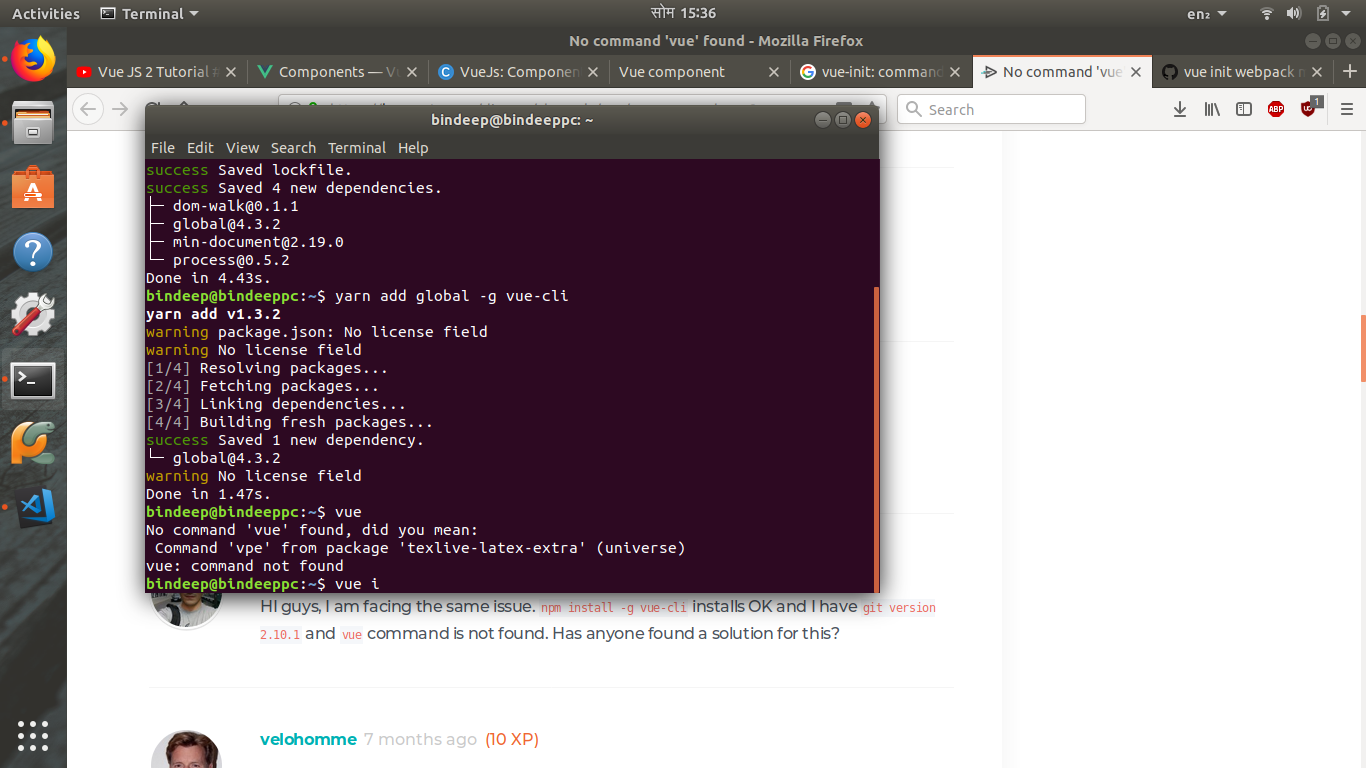 Activities
Terminal
सोम 15:36
en₂
No command 'vue' found - Mozilla Firefox
Vue JS 2 Tutorial #
Components — Vu
VueJs: Componen
Vue component
vue-init: command
No command 'vue'
vue init webpack n
Search
ABP
1
bindeep@bindeeppc: ~
File Edit View Search Terminal Help
success Saved lockfile.
success Saved 4 new dependencies.
├─ dom-walk@0.1.1
├─ global@4.3.2
├─ min-document@2.19.0
└─ process@0.5.2
Done in 4.43s.
bindeep@bindeeppc:~$ yarn add global -g vue-cli
yarn add v1.3.2
warning package.json: No license field
warning No license field
[1/4] Resolving packages...
[2/4] Fetching packages...
[3/4] Linking dependencies...
[4/4] Building fresh packages...
success Saved 1 new dependency.
└─ global@4.3.2
warning No license field
Done in 1.47s.
bindeep@bindeeppc:~$ vue
No command 'vue' found, did you mean:
 Command 'vpe' from package 'texlive-latex-extra' (universe)
vue: command not found
bindeep@bindeeppc:~$ vue i
HI guys, I am facing the same issue. npm install -g vue-cli installs OK and I have git version
2.10.1 and vue command is not found. Has anyone found a solution for this?
velohomme 7 months ago (10 XP)